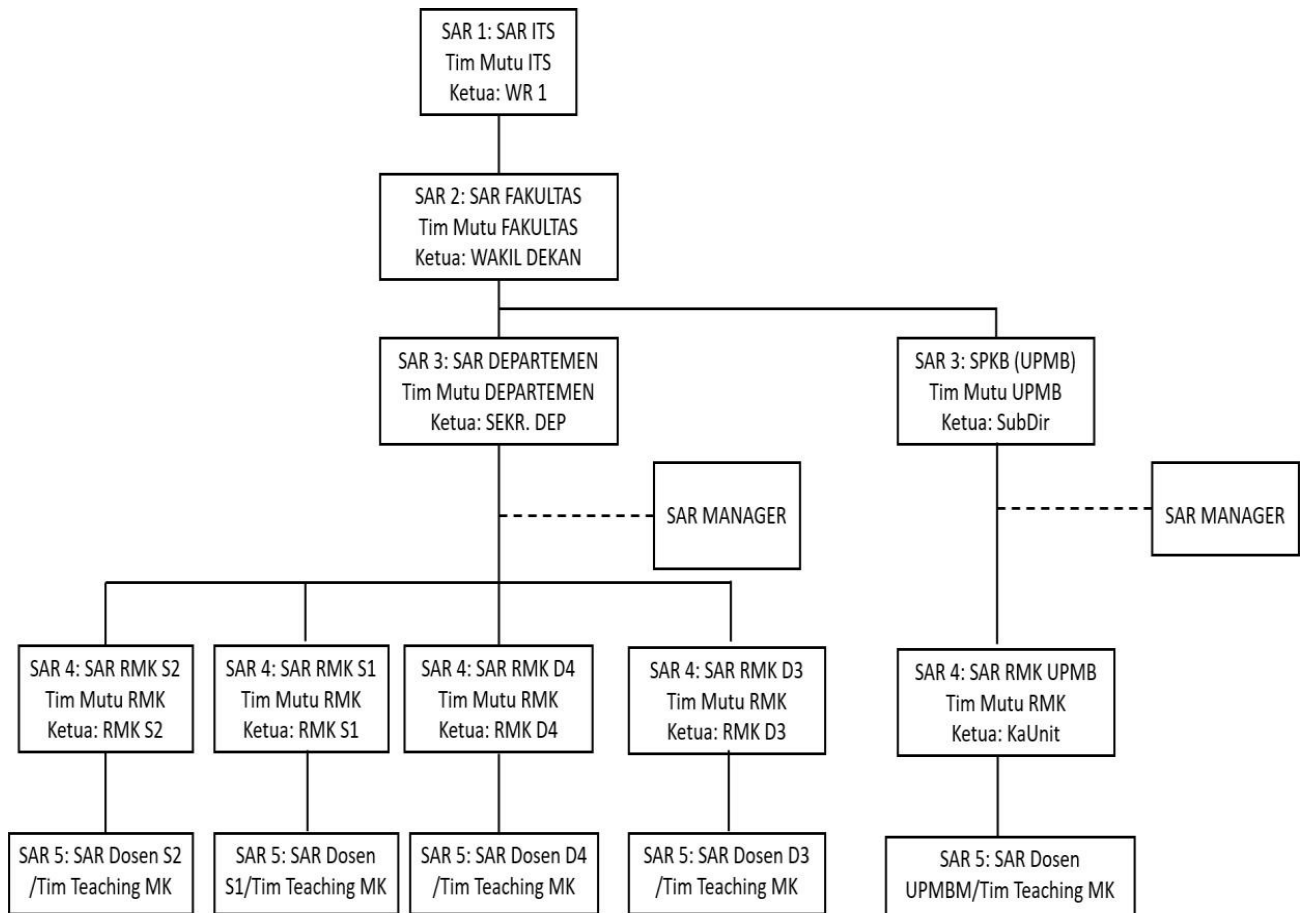 SAR 1: SAR ITS
Tim Mutu ITS
Ketua: WR 1
SAR 2: SAR FAKULTAS
Tim Mutu FAKULTAS
Ketua: WAKIL DEKAN
SAR 3: SAR DEPARTEMEN
Tim Mutu DEPARTEMEN
Ketua: SEKR. DEP
SAR 3: SPKB (UPMB)
Tim Mutu UPMB
Ketua: SubDir
SAR MANAGER
SAR MANAGER
SAR 4: SAR RMK S2
Tim Mutu RMK
Ketua: RMK S2
SAR 4: SAR RMK S1
Tim Mutu RMK
Ketua: RMK S1
SAR 4: SAR RMK D4
Tim Mutu RMK
Ketua: RMK D4
SAR 4: SAR RMK D3
Tim Mutu RMK
Ketua: RMK D3
SAR 4: SAR RMK UPMB
Tim Mutu RMK
Ketua: KaUnit
SAR 5: SAR Dosen S2
/Tim Teaching MK
SAR 5: SAR Dosen
S1/Tim Teaching MK
SAR 5: SAR Dosen D4
/Tim Teaching MK
SAR 5: SAR Dosen D3
/Tim Teaching MK
SAR 5: SAR Dosen
UPMBM/Tim Teaching MK